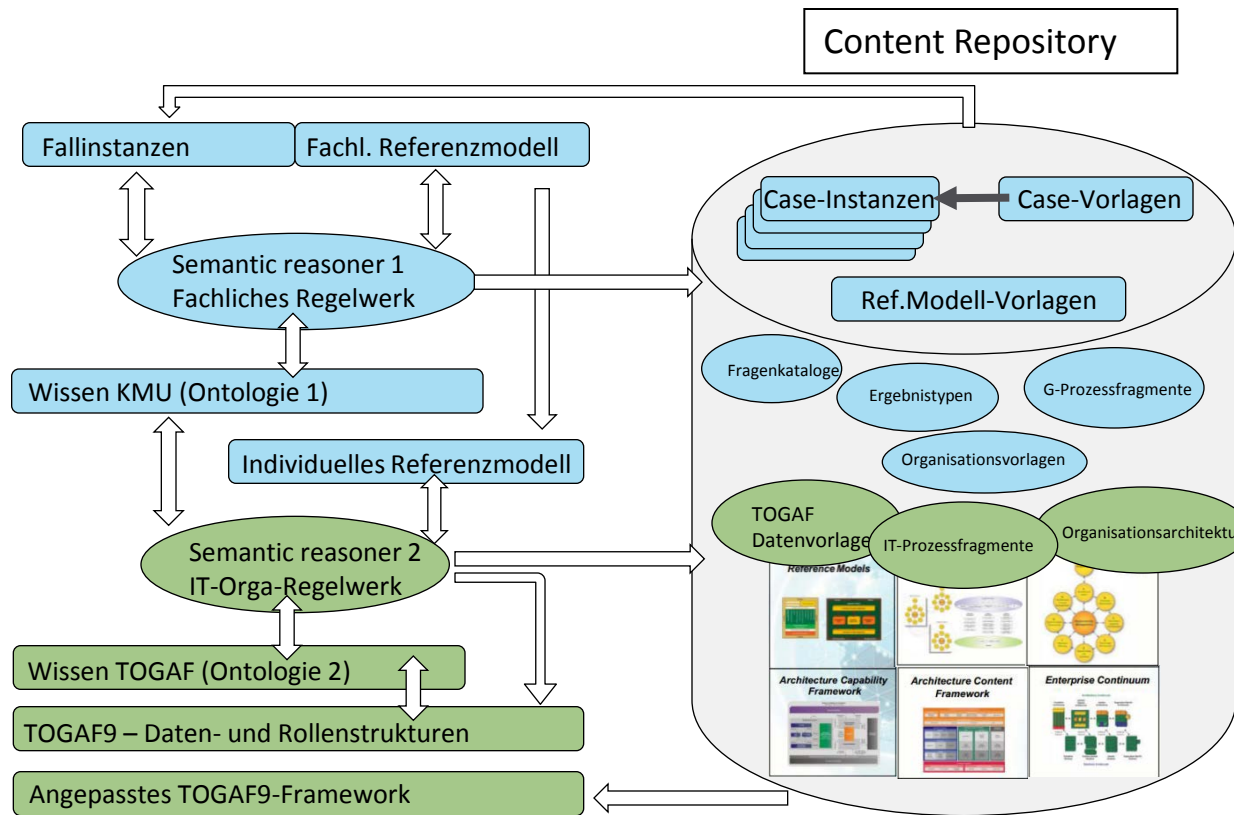 Content Repository
Fallinstanzen
Fachl. Referenzmodell
Case-Instanzen
Case-Vorlagen
Semantic reasoner 1
Fachliches Regelwerk
Ref.Modell-Vorlagen
Fragenkataloge
Ergebnistypen
G-Prozessfragmente
Wissen KMU (Ontologie 1)
Organisationsvorlagen
Individuelles Referenzmodell
TOGAF
Datenvorlage
IT-Prozessfragmente
Organisationsarchitektu
Semantic reasoner 2
IT-Orga-Regelwerk
Reference Models
Wissen TOGAF (Ontologie 2)
Architecture Capability
Framework
Architecture Content
Framework
Enterprise Continuum
TOGAF9 – Daten- und Rollenstrukturen
Angepasstes TOGAF9-Framework